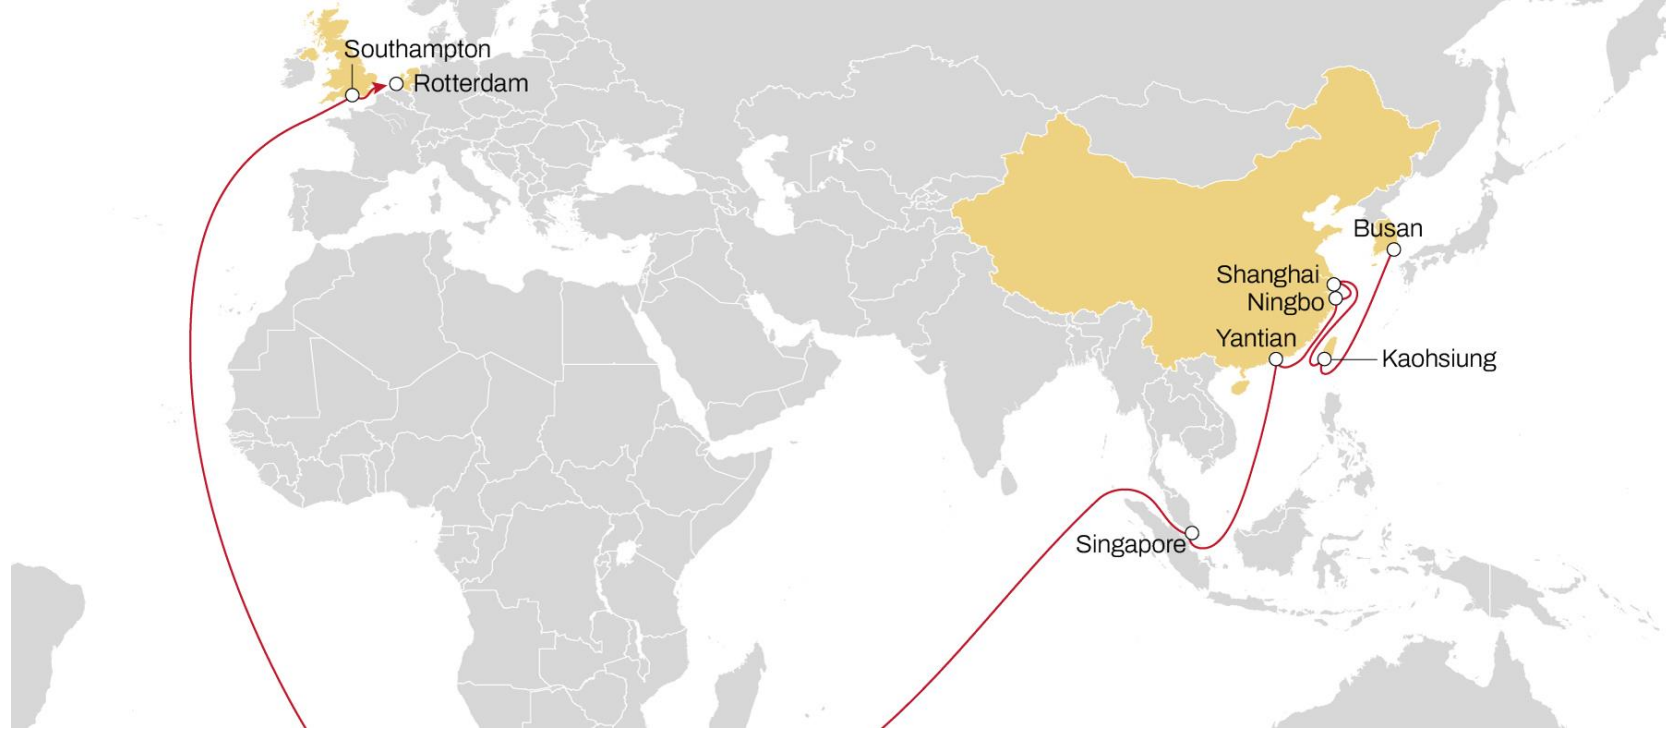 Southampton
Rotterdam
Busan
Shanghai
Ningbo
Yantian
Kaohsiung
Singapore